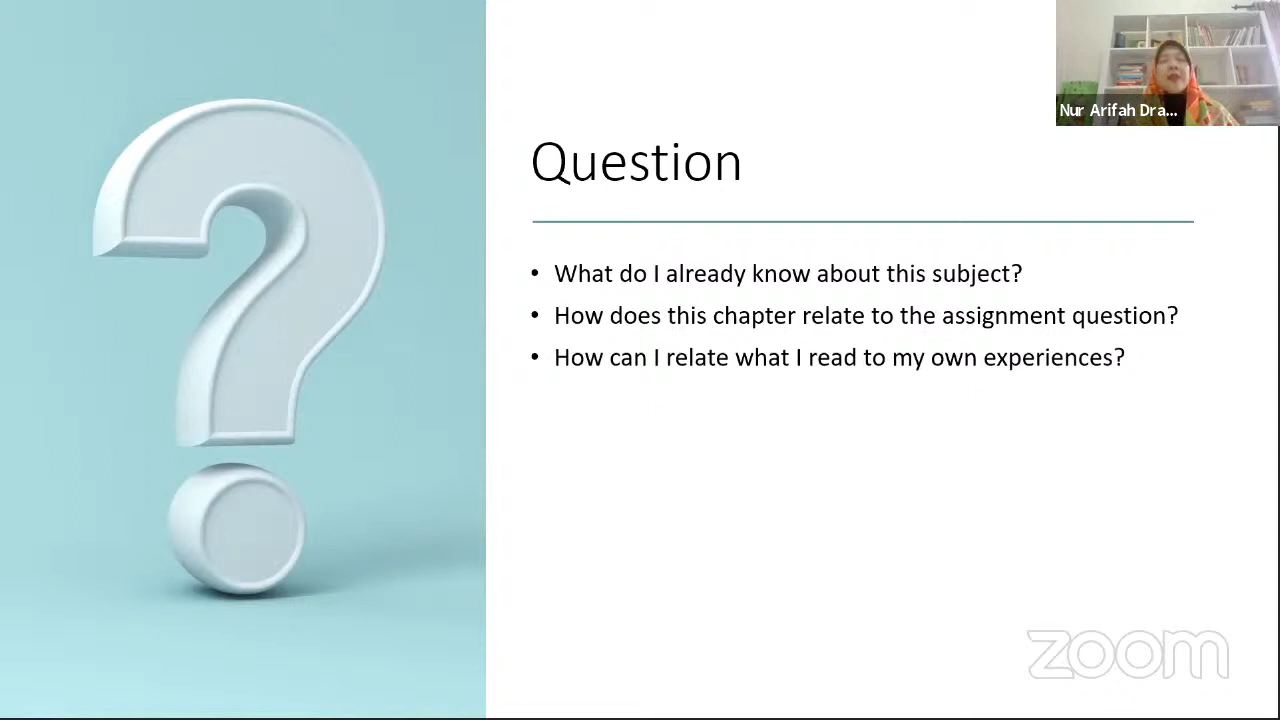 Nur Arifah Dra...
Question
• What do I already know about this subject?
• How does this chapter relate to the assignment question?
• How can I relate what I read to my own experiences?
zoom